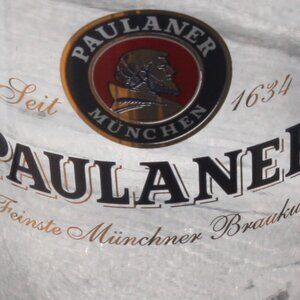 PAULANER
MÜNCHEN
Seit 1634
PAULANER
Feinste Münchner Brauku